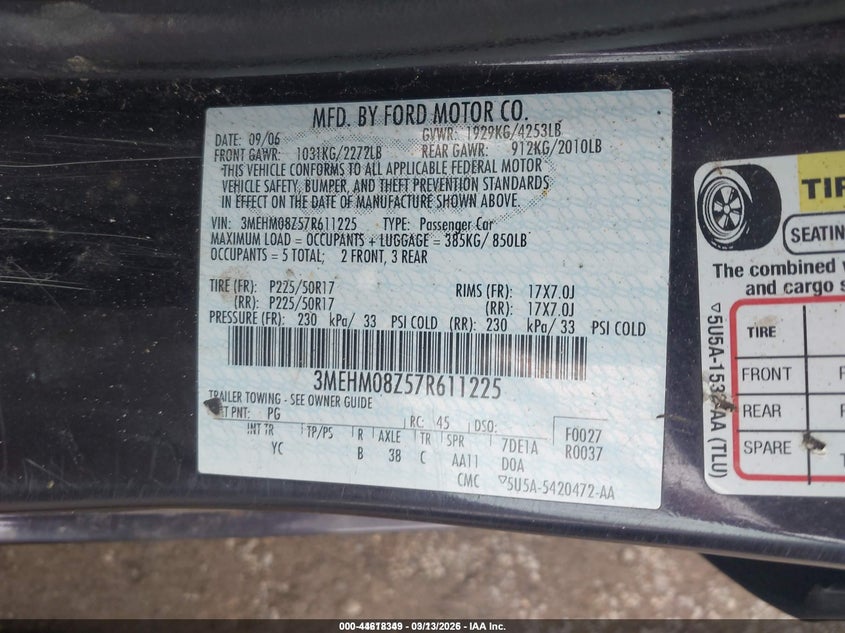 MFD. BY FORD MOTOR CO.
DATE: 09/06 GVWR: 1929KG/4253LB
FRONT GAWR: 1031KG/2272LB REAR GAWR: 912KG/2010LB
THIS VEHICLE CONFORMS TO ALL APPLICABLE FEDERAL MOTOR
VEHICLE SAFETY, BUMPER, AND THEFT PREVENTION STANDARDS
IN EFFECT ON THE DATE OF MANUFACTURE SHOWN ABOVE.
VIN: 3MEHM08Z57R611225 TYPE: Passenger Car
MAXIMUM LOAD = OCCUPANTS + LUGGAGE = 385KG/ 850LB
OCCUPANTS = 5 TOTAL; 2 FRONT, 3 REAR
TIRE (FR): P225/50R17 RIMS (FR): 17X7.0J
(RR): P225/50R17 (RR): 17X7.0J
PRESSURE (FR): 230 kPa/ 33 PSI COLD (RR): 230 kPa/ 33 PSI COLD
3MEHM08Z57R611225
TRAILER TOWING - SEE OWNER GUIDE
PNT: PG RC: 45 DSO: F0027
INT TR TP/PS R AXLE TR SPR 7DE1A R0037
YC B 38 C AA11 D0A
CMC ▽5U5A-5420472-AA
TIR
SEATIN
The combined
and cargo s
TIRE
FRONT
REAR
SPARE
(TLU)
000-44618349 - 03/13/2026 - IAA Inc.